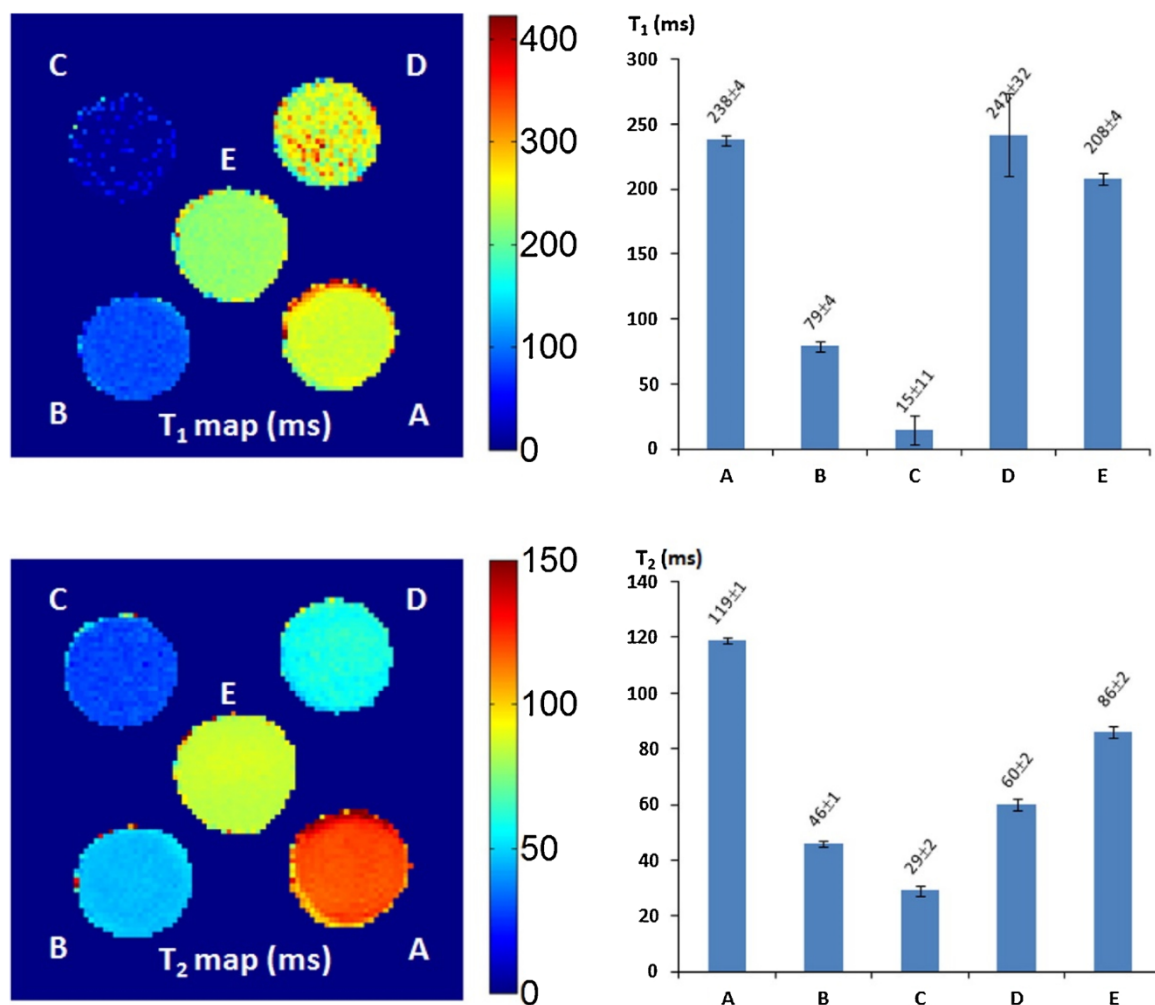 C
D
E
B
A
T1 map (ms)
400
300
200
100
0
T1 (ms)
300
250
200
150
100
50
0
238±4
79±4
15±11
242±32
208±4
A B C D E
C
D
E
B
A
T2 map (ms)
150
100
50
0
T2 (ms)
140
120
100
80
60
40
20
0
119±1
46±1
29±2
60±2
86±2
A B C D E